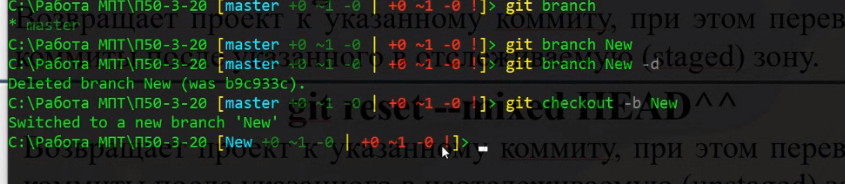 C:\Работа МПТ\П50-3-20 [master +0 ~1 -0 | +0 ~1 -0 !]> git branch
Возвращает проект к указанному коммиту, при этом перев
* master
C:\Работа МПТ\П50-3-20 [master +0 ~1 -0 | +0 ~1 -0 !]> git branch New
C:\Работа МПТ\П50-3-20 [master +0 ~1 -0 | +0 ~1 -0 !]> git branch New -d
(staged) зону.
Deleted branch New (was b9c933c).
C:\Работа МПТ\П50-3-20 [master +0 ~1 -0 | +0 ~1 -0 !]> git checkout -b New
git reset --mixed HEAD^^
Switched to a new branch 'New'
C:\Работа МПТ\П50-3-20 [New +0 ~1 -0 | +0 ~1 -0 !]>
Возвращает проект к указанному коммиту, при этом перев